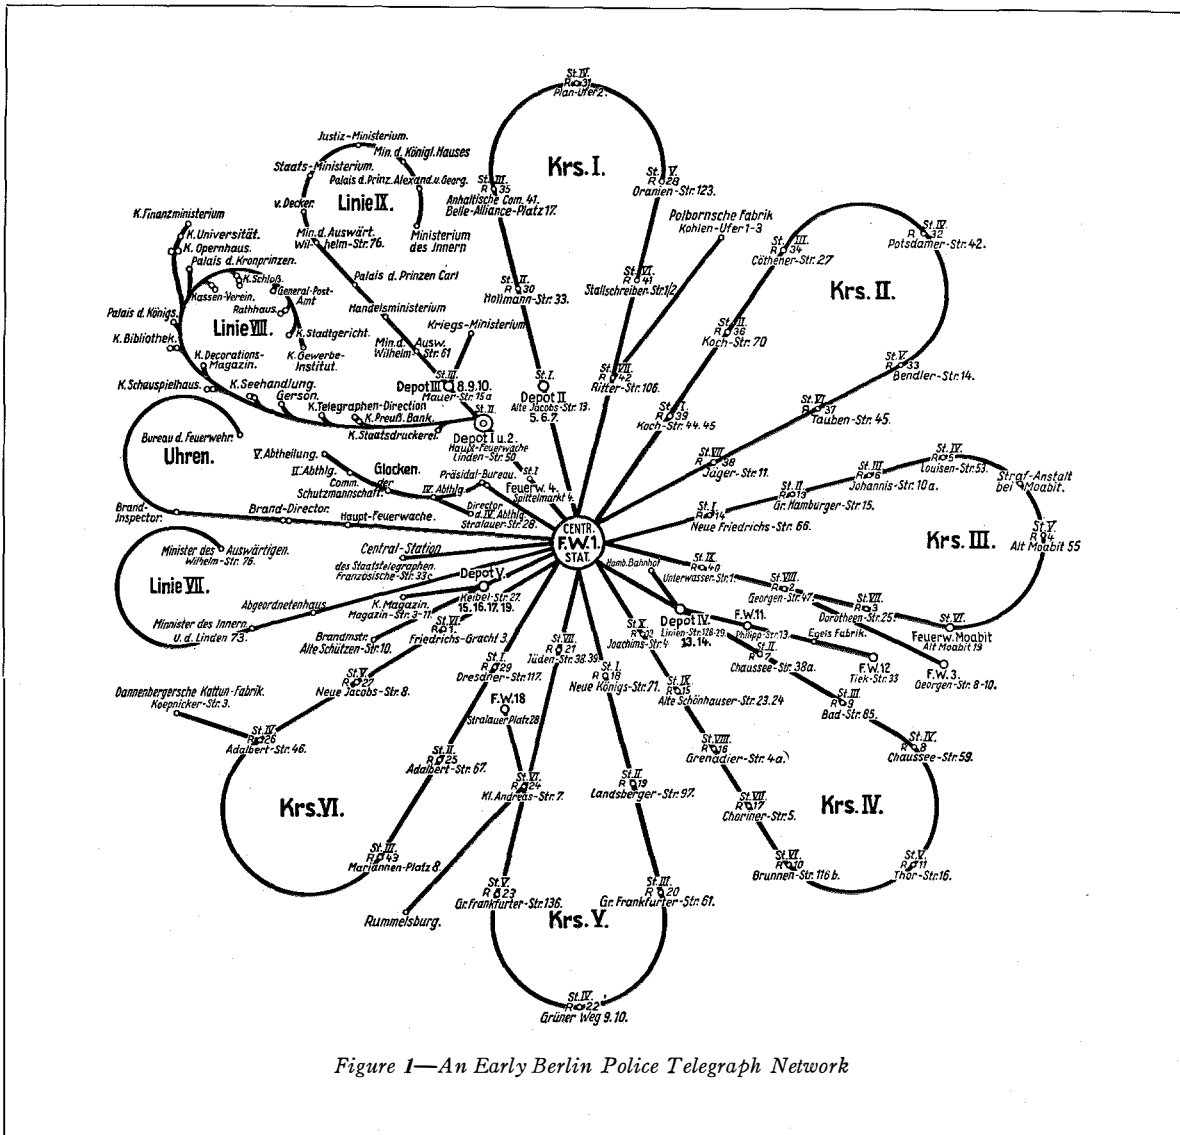 St. IV.
R 31
Plan-Ufer 2.
Krs. I.
St. III.
R 35
Anhaltische Com. 41.
Belle-Alliance-Platz 17.
St. V.
R 29
Oranien-Str. 123.
St. II.
R 30
Hollmann-Str. 33.
St. VI.
R 41
Stallschreiber-Str. 1/2
St. I.
Depot II
Alte Jacobs-Str. 13.
5. 6. 7.
St. VII.
R 42
Ritter-Str. 106.
Polbornsche Fabrik
Kohlen-Ufer 1-3
Krs. II.
St. III.
R 34
Cöthener-Str. 27
St. IV.
R 32
Potsdamer-Str. 42.
St. II.
R 36
Koch-Str. 70
St. V.
R 33
Bendler-Str. 14.
St. I.
R 39
Koch-Str. 44. 45
St. VI
R 37
Tauben-Str. 45.
St. VII
R 38
Jäger-Str. 11.
Justiz-Ministerium.
Min. d. Königl. Hauses
Staats-Ministerium.
Palais d. Prinz. Alexand. u. Georg.
v. Decker.
Linie IX.
Min. d. Auswärt.
Wilhelm-Str. 76.
Ministerium
des Innern
Palais d. Prinzen Carl
Handelsministerium
Kriegs-Ministerium
Min. d. Ausw.
Wilhelm-Str. 61
St. III.
Depot III 8. 9. 10.
Mauer-Str. 15a
K. Finanzministerium
K. Universität.
K. Opernhaus.
Palais d. Kronprinzen.
K. Schloß.
Kassen-Verein.
General-Post-
Amt
Rathhaus.
Palais d. Königs.
Linie VIII.
K. Stadtgericht.
K. Bibliothek.
K. Gewerbe-
Institut.
K. Decorations-
Magazin.
K. Schauspielhaus.
K. Seehandlung.
Gerson.
K. Telegraphen-Direction
K. Preuß. Bank.
K. Staatsdruckerei.
St. II.
Depot I u. 2.
Haupt-Feuerwache
Linden-Str. 50
Bureau d. Feuerwehr.
Uhren.
V. Abtheilung.
II. Abthlg.
Glocken.
Comm. der
Schutzmannschaft.
IV. Abthlg.
Präsidal-Bureau.
Director
d. IV. Abthlg.
Stralauer-Str. 28.
St. I
Feuerw. 4.
Spittelmarkt 4.
Brand-
Inspector.
Brand-Director.
Haupt-Feuerwache.
CENTR.
F.W. 1.
STAT.
Minister des Auswärtigen.
Wilhelm-Str. 76.
Linie VII.
Central-Station
des Staatstelegraphen.
Französische-Str. 33c.
Abgeordnetenhaus
Minnister des Innern.
U. d. Linden 73.
Depot V.
Keibel-Str. 27.
15. 16. 17. 19.
K. Magazin.
Magazin-Str. 3-11.
Brandmstr.
Alte Schützen-Str. 10.
St. I
R 14
Neue Friedrichs-Str. 66.
St. II.
R 13
Gr. Hamburger-Str. 15.
St. III
R 6
Johannis-Str. 10a.
St. IV.
R 5
Louisen-Str. 53.
Straf-Anstalt
bei Moabit.
Krs. III.
St. V.
R 4
Alt Moabit 55
St. VI.
Feuerw. Moabit
Alt Moabit 19
St. VII.
R 3
Dorotheen-Str. 25.
St. VIII.
R 2
Georgen-Str. 47.
St. IX.
R 40
Unterwasser-Str. 1.
F.W. 3.
Georgen-Str. 8-10.
Hamb. Bahnhof
Depot IV.
Linien-Str. 128-29.
13. 14.
F.W. 11.
Philipp-Str. 13.
Egels Fabrik.
F.W. 12
Tiek-Str. 33
St. II.
R 7
Chaussee-Str. 38a.
St. III.
R 9
Bad-Str. 65.
St. IV.
R 8
Chaussee-Str. 59.
Krs. IV.
St. V.
R 11
Thor-Str. 16.
St. VI.
R 10
Brunnen-Str. 116b.
St. VII.
R 17
Choriner-Str. 5.
St. VIII.
R 16
Grenadier-Str. 4a.
St. IX
R 15
Alte Schönhauser-Str. 23. 24
St. X.
R 12
Joachims-Str. 4
St. I.
R 18
Neue Königs-Str. 71.
St. II.
R 19
Landsberger-Str. 97.
St. III.
R 20
Gr. Frankfurter-Str. 61.
Krs. V.
St. IV.
R 22
Grüner Weg 9. 10.
St. V.
R 23
Gr. Frankfurter-Str. 136.
St. VI.
R 24
Kl. Andreas-Str. 7.
St. VII
R 21
Jüden-Str. 38. 39.
F.W. 18
Stralauer Platz 28
Rummelsburg.
St. I.
R 29
Dresdner-Str. 117.
St. II.
R 25
Adalbert-Str. 67.
St. III.
R 43
Mariannen-Platz 8.
Krs. VI.
St. IV
R 26
Adalbert-Str. 46.
St. V.
R 27
Neue Jacobs-Str. 8.
St. VI
R 1.
Friedrichs-Gracht 3.
Dannenbergersche Kattun-Fabrik.
Koepnicker-Str. 3.
Figure 1—An Early Berlin Police Telegraph Network